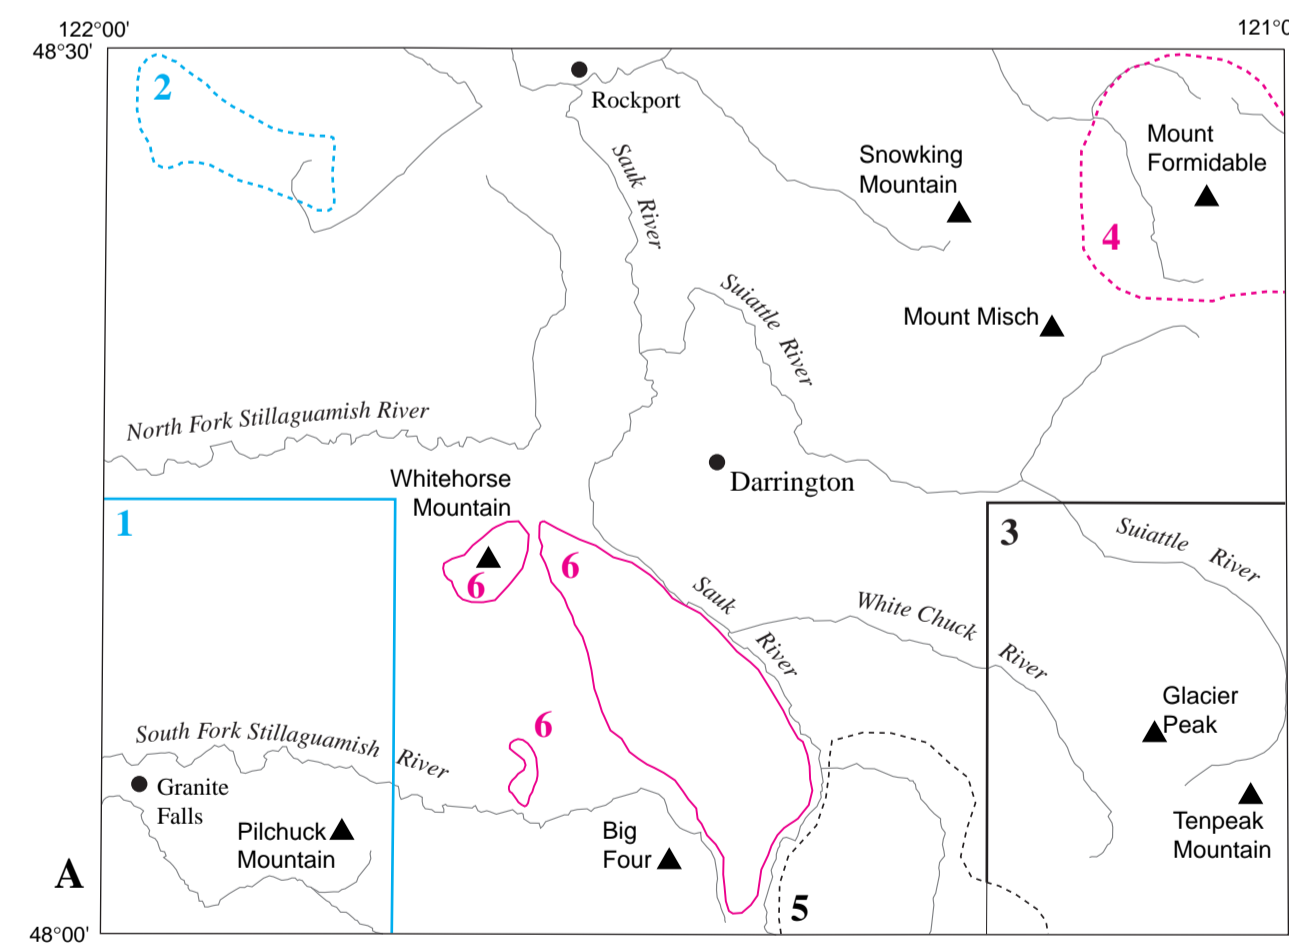 122°00'
121°0
48°30'
2
Rockport
Mount
Formidable
Snowking
Mountain
Sauk River
4
Suiattle River
Mount Misch
North Fork Stillaguamish River
Whitehorse
Mountain
Darrington
1
3
Suiattle River
6
6
Sauk River
White Chuck River
Glacier
Peak
6
South Fork Stillaguamish River
Granite
Falls
Pilchuck
Mountain
Big
Four
Tenpeak
Mountain
A
5
48°00'